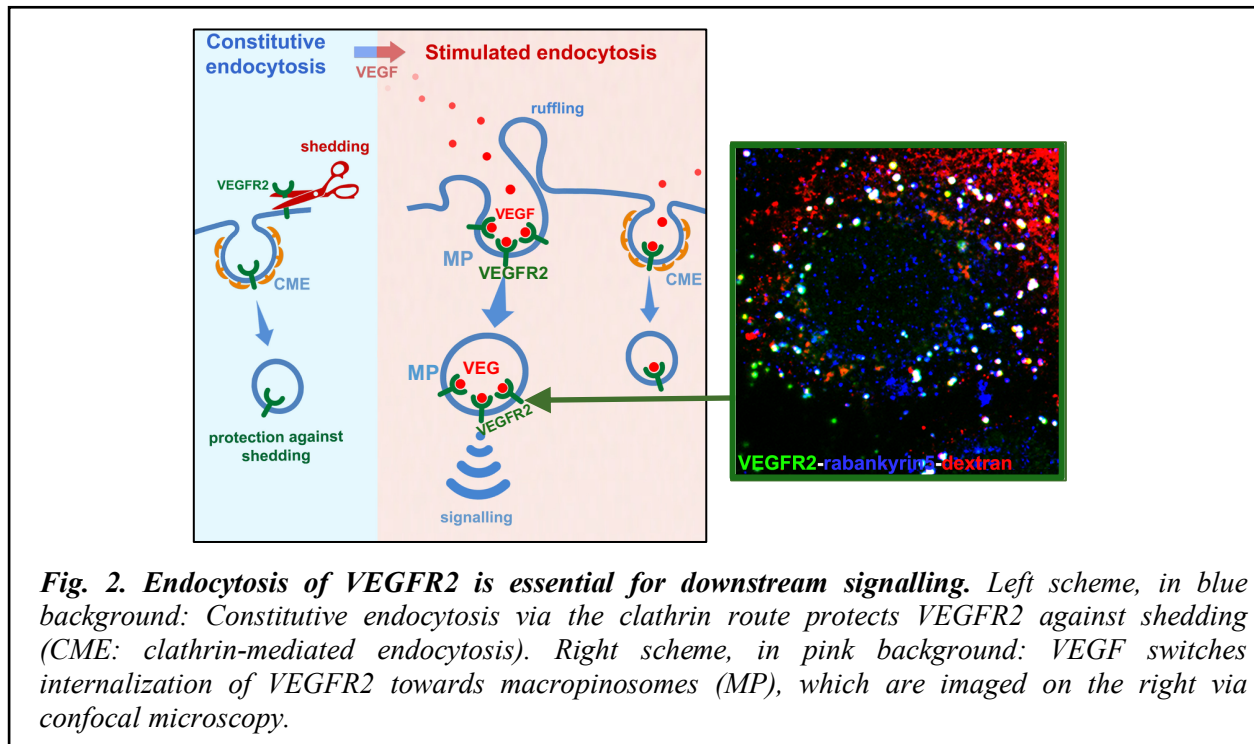 Constitutive
endocytosis
VEGF
Stimulated endocytosis
ruffling
shedding
VEGFR2
CME
protection against
shedding
VEGF
MP
VEGFR2
CME
MP
VEG
VEGFR2
signalling
VEGFR2-rabankyrin5-dextran
Fig. 2. Endocytosis of VEGFR2 is essential for downstream signalling. Left scheme, in blue
background: Constitutive endocytosis via the clathrin route protects VEGFR2 against shedding
(CME: clathrin-mediated endocytosis). Right scheme, in pink background: VEGF switches
internalization of VEGFR2 towards macropinosomes (MP), which are imaged on the right via
confocal microscopy.